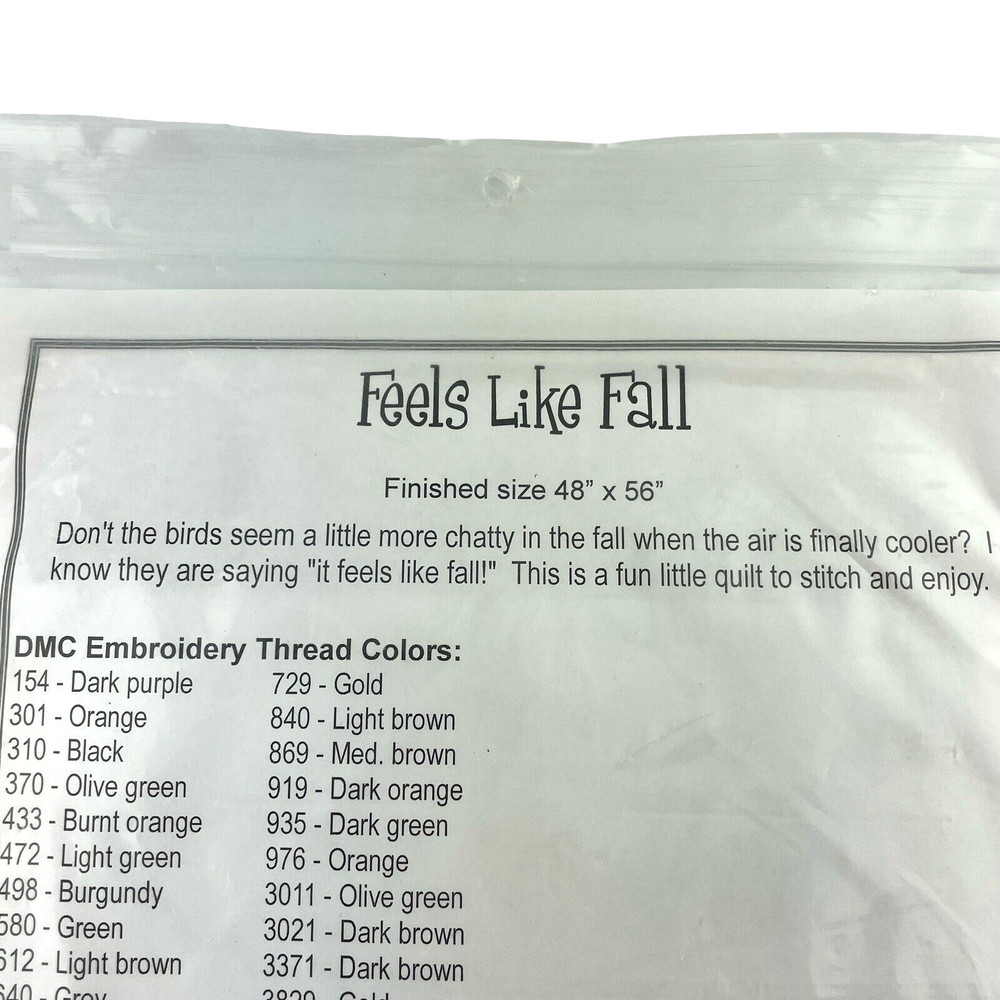 Feels Like Fall
Finished size 48” x 56”
Don't the birds seem a little more chatty in the fall when the air is finally cooler? I
know they are saying "it feels like fall!" This is a fun little quilt to stitch and enjoy.
DMC Embroidery Thread Colors:
154 - Dark purple
301 - Orange
310 - Black
370 - Olive green
433 - Burnt orange
472 - Light green
498 - Burgundy
580 - Green
612 - Light brown
640 - Grey
729 - Gold
840 - Light brown
869 - Med. brown
919 - Dark orange
935 - Dark green
976 - Orange
3011 - Olive green
3021 - Dark brown
3371 - Dark brown
Gold